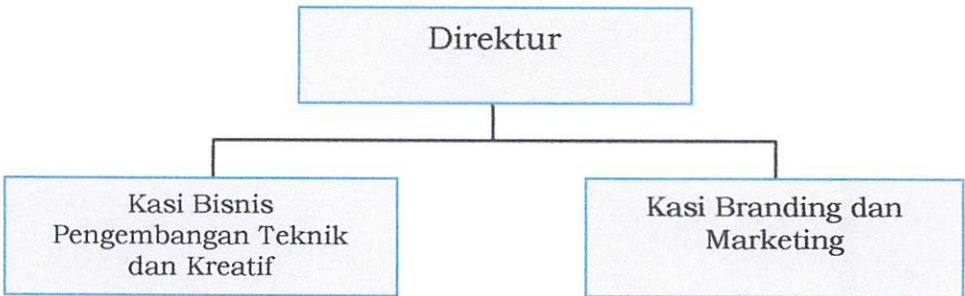 Direktur
Kasi Bisnis
Pengembangan Teknik
dan Kreatif
Kasi Branding dan
Marketing